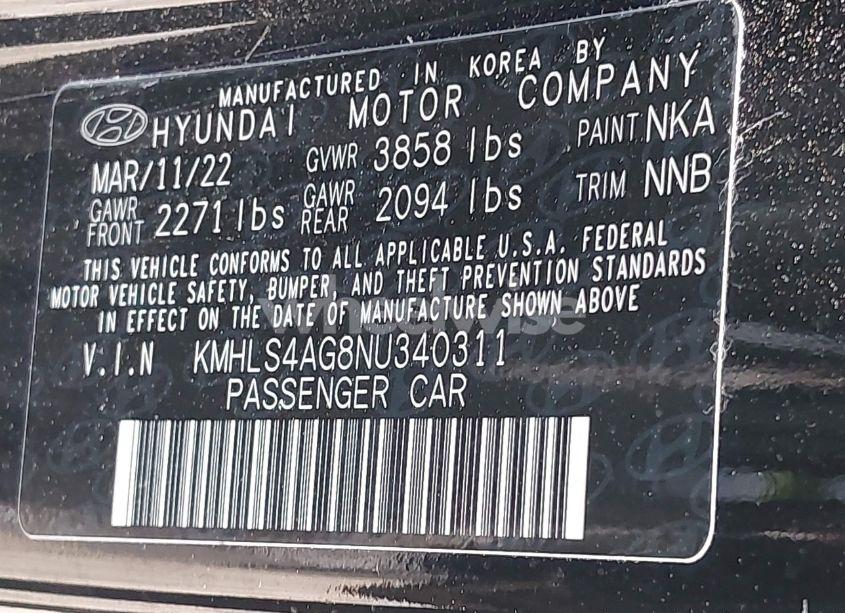 MANUFACTURED IN KOREA BY
HYUNDAI MOTOR COMPANY
MAR/11/22 GVWR 3858 lbs PAINT NKA
GAWR FRONT 2271 lbs GAWR REAR 2094 lbs TRIM NNB
THIS VEHICLE CONFORMS TO ALL APPLICABLE U.S.A. FEDERAL
MOTOR VEHICLE SAFETY, BUMPER, AND THEFT PREVENTION STANDARDS
IN EFFECT ON THE DATE OF MANUFACTURE SHOWN ABOVE
wheelwise
V.I.N KMHLS4AG8NU340311
PASSENGER CAR